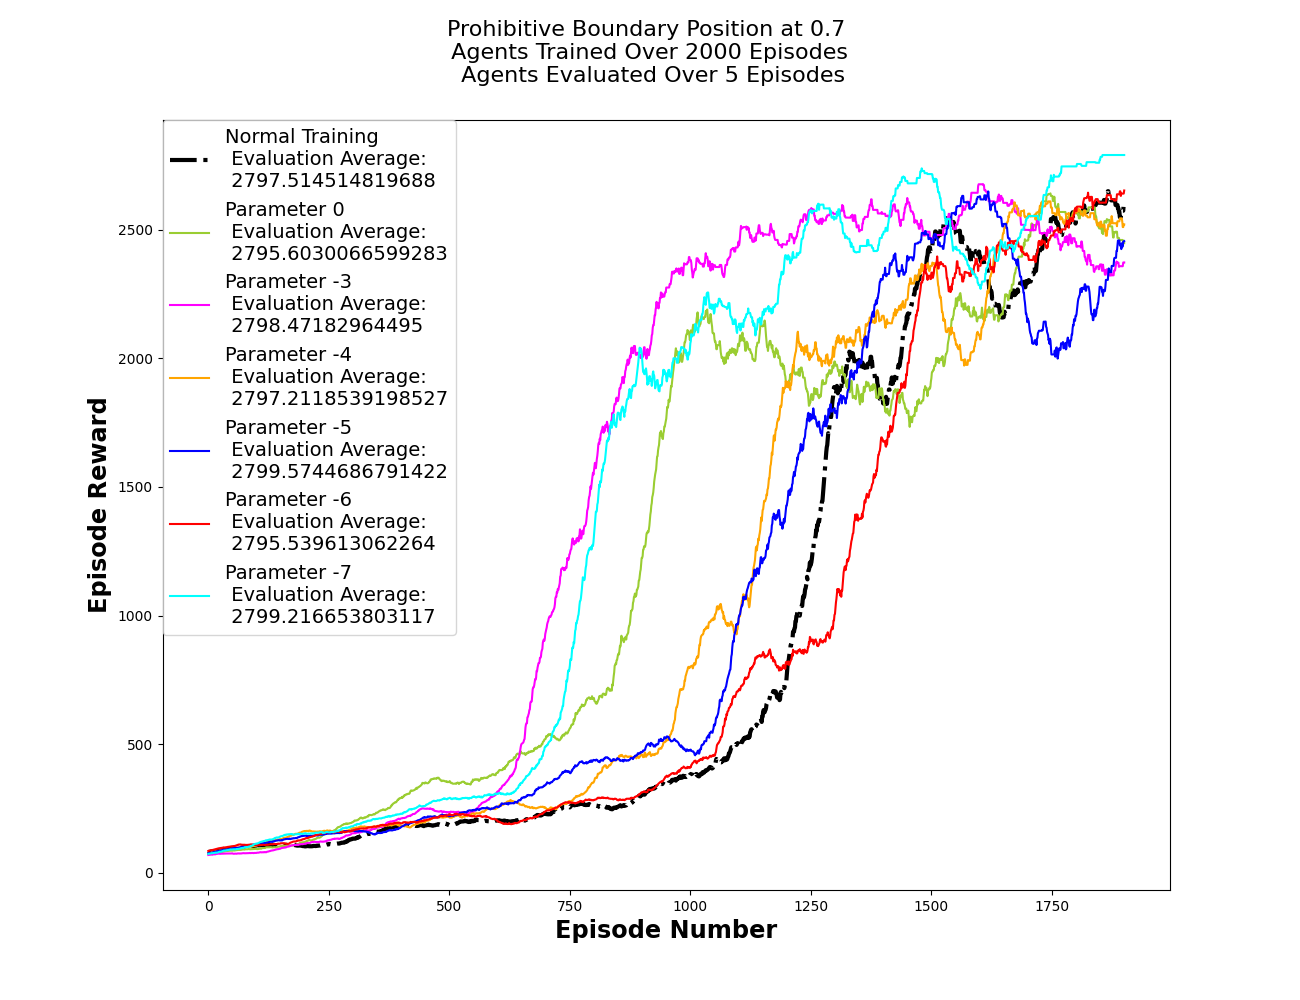 Prohibitive Boundary Position at 0.7
Agents Trained Over 2000 Episodes
Agents Evaluated Over 5 Episodes
Normal Training
Evaluation Average:
2797.514514819688
Parameter 0
Evaluation Average:
2795.6030066599283
Parameter -3
Evaluation Average:
2798.47182964495
Parameter -4
Evaluation Average:
2797.2118539198527
Parameter -5
Evaluation Average:
2799.5744686791422
Parameter -6
Evaluation Average:
2795.539613062264
Parameter -7
Evaluation Average:
2799.216653803117
Episode Reward
2500
2000
1500
1000
500
0
0 250 500 750 1000 1250 1500 1750
Episode Number